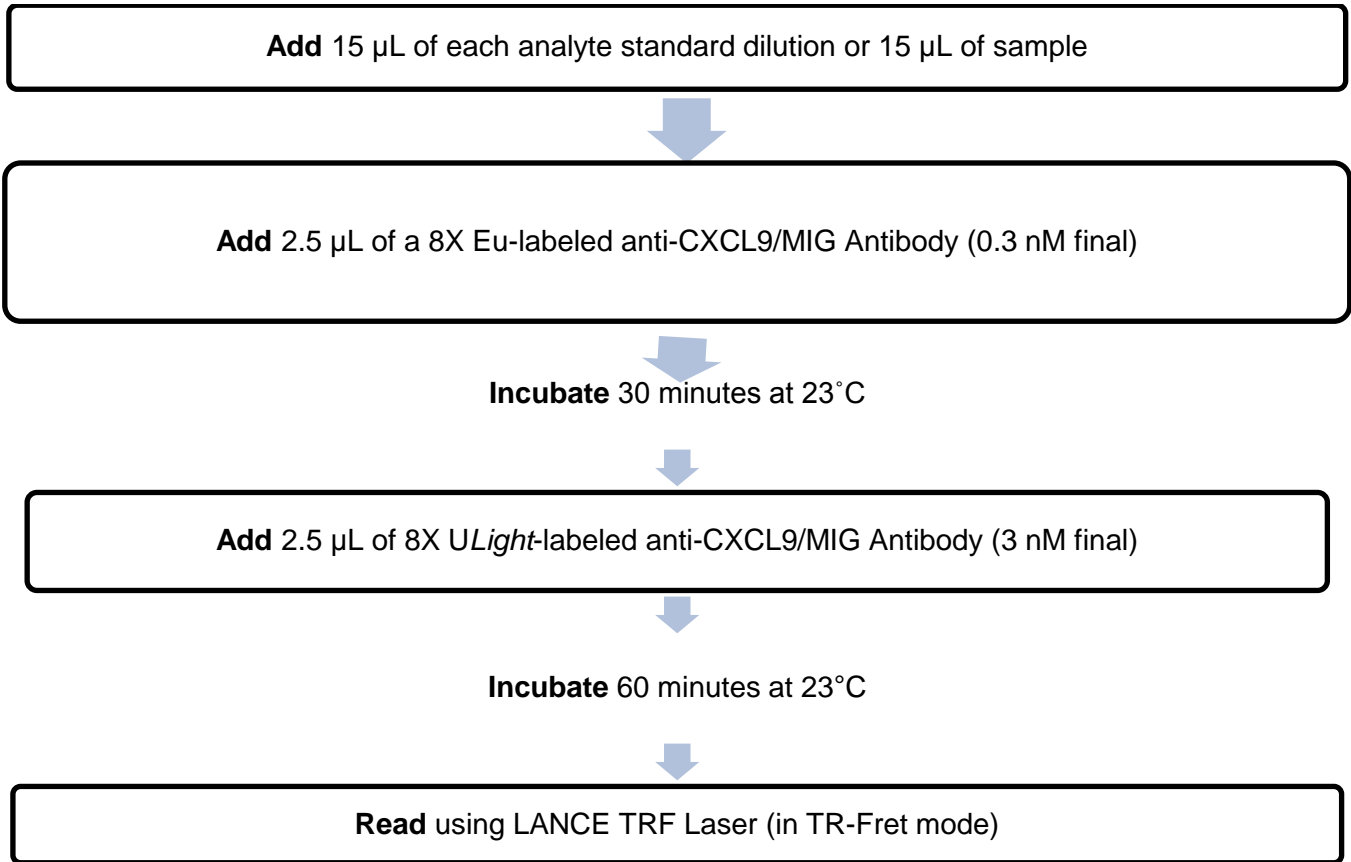 Add 15 µL of each analyte standard dilution or 15 µL of sample
Add 2.5 µL of a 8X Eu-labeled anti-CXCL9/MIG Antibody (0.3 nM final)
Incubate 30 minutes at 23˚C
Add 2.5 µL of 8X ULight-labeled anti-CXCL9/MIG Antibody (3 nM final)
Incubate 60 minutes at 23°C
Read using LANCE TRF Laser (in TR-Fret mode)